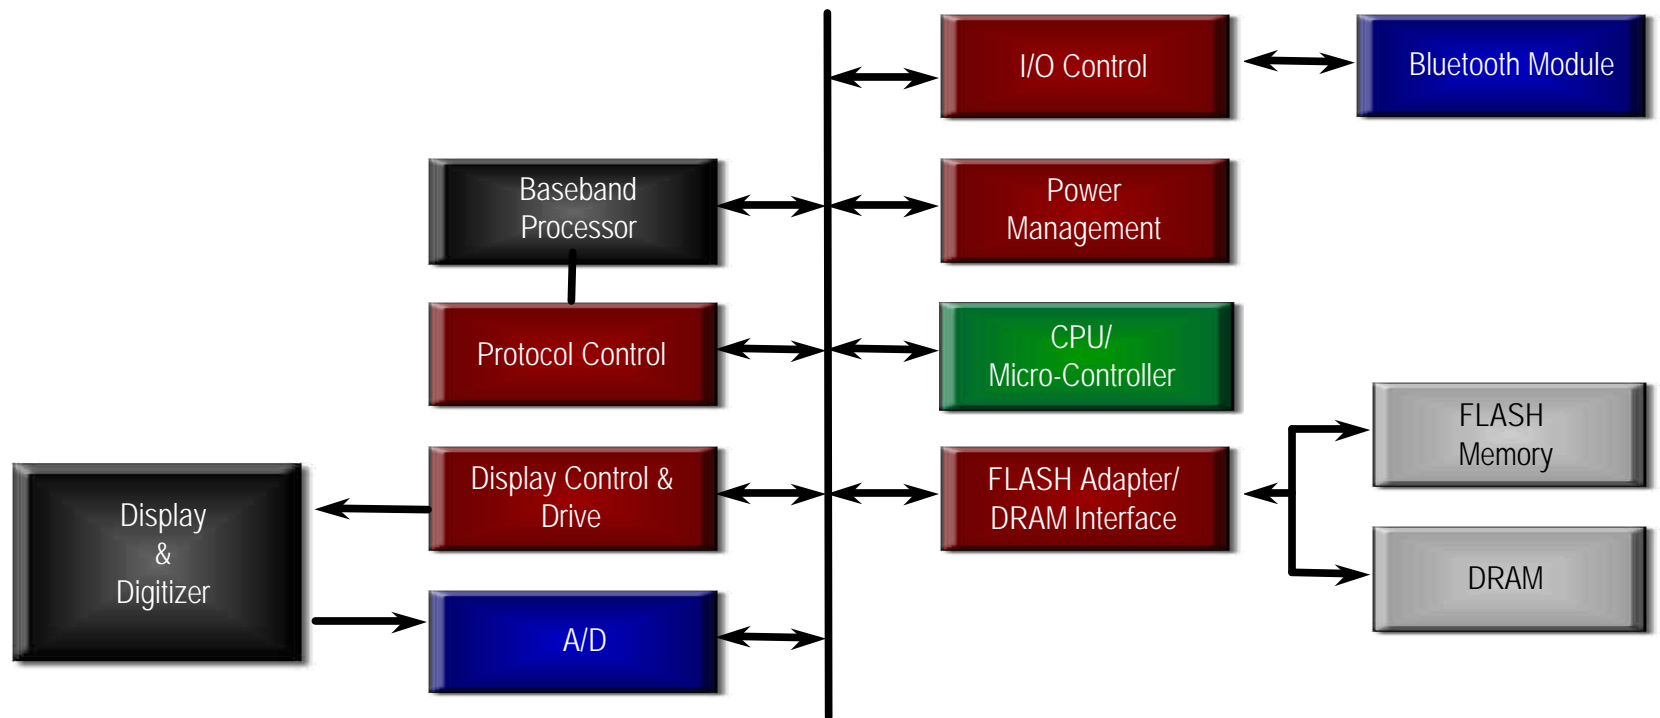 I/O Control
Bluetooth Module
Baseband
Processor
Power
Management
Protocol Control
CPU/
Micro-Controller
FLASH
Memory
Display
&
Digitizer
Display Control &
Drive
FLASH Adapter/
DRAM Interface
DRAM
A/D